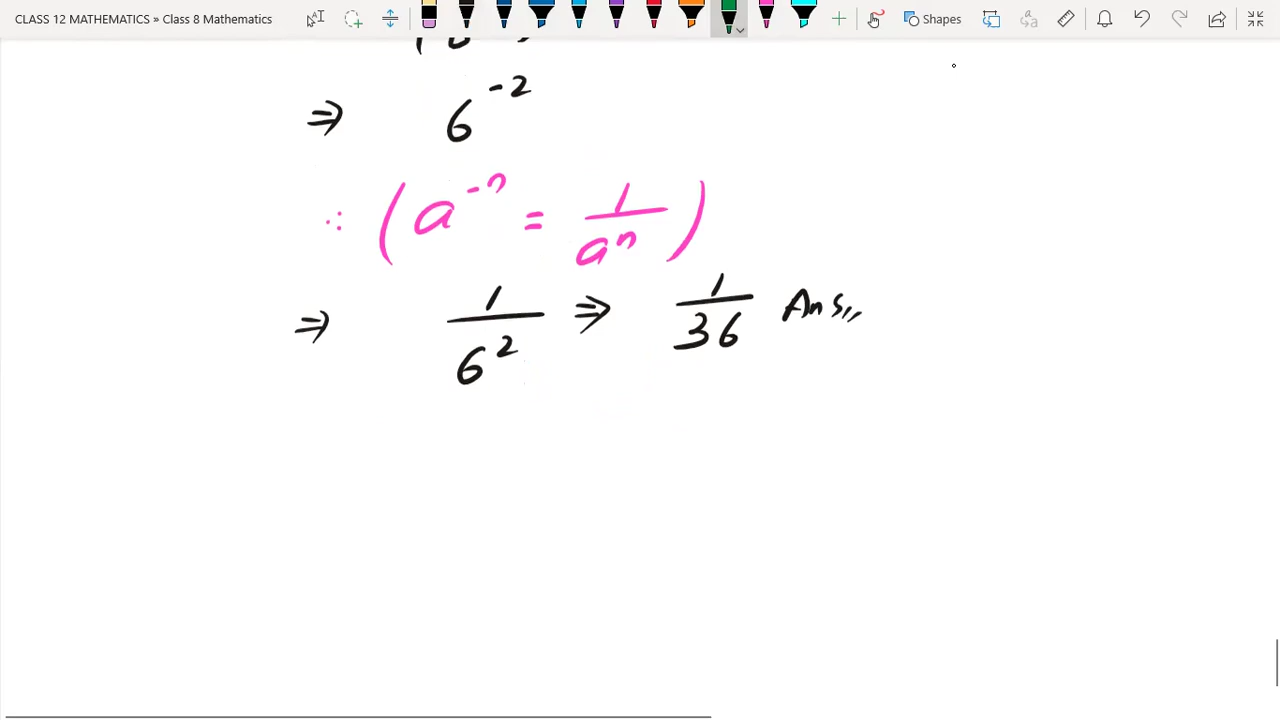 CLASS 12 MATHEMATICS » Class 8 Mathematics
Shapes
⇒ 6⁻²
∵ (a⁻ⁿ = 1/aⁿ)
⇒ 1/6² ⇒ 1/36 Ans,,